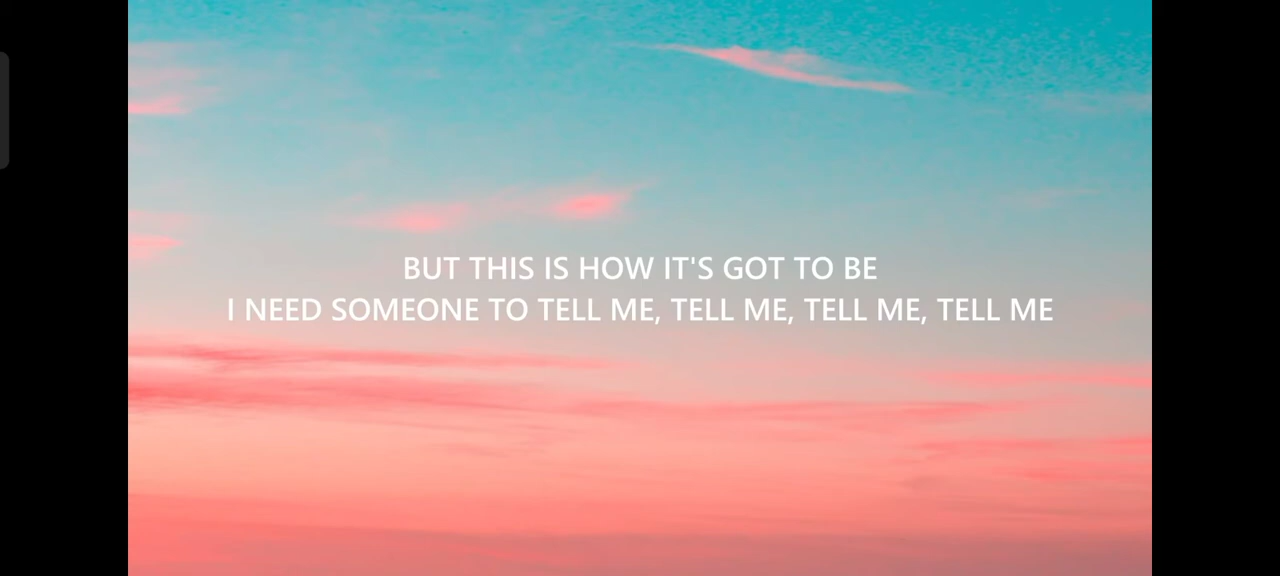 BUT THIS IS HOW IT'S GOT TO BE
I NEED SOMEONE TO TELL ME, TELL ME, TELL ME, TELL ME